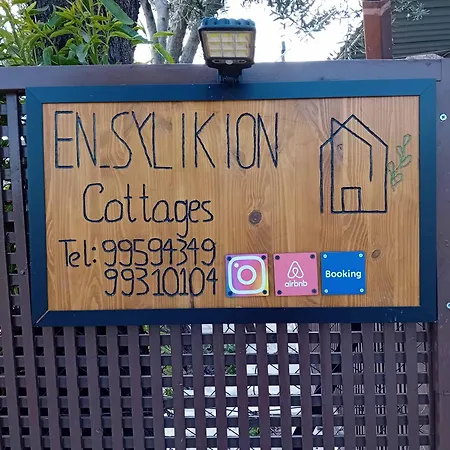 EN_SYLIKION
Cottages
Tel: 99594349
99310104
airbnb
Booking